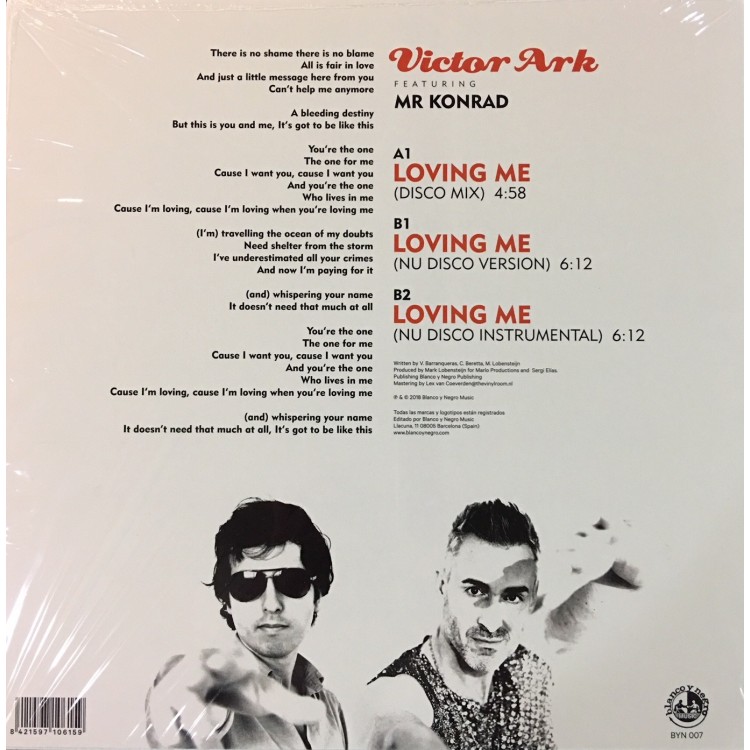 There is no shame there is no blame
All is fair in love
And just a little message here from you
Can't help me anymore
A bleeding destiny
But this is you and me, It's got to be like this
You're the one
The one for me
Cause I want you, cause I want you
And you're the one
Who lives in me
Cause I'm loving, cause I'm loving when you're loving me
(I'm) travelling the ocean of my doubts
Need shelter from the storm
I've underestimated all your crimes
And now I'm paying for it
(and) whispering your name
It doesn't need that much at all
You're the one
The one for me
Cause I want you, cause I want you
And you're the one
Who lives in me
Cause I'm loving, cause I'm loving when you're loving me
(and) whispering your name
It doesn't need that much at all, It's got to be like this
Victor Ark
FEATURING
MR KONRAD
A1
LOVING ME
(DISCO MIX) 4:58
B1
LOVING ME
(NU DISCO VERSION) 6:12
B2
LOVING ME
(NU DISCO INSTRUMENTAL) 6:12
Written by V. Barranqueras, C. Beretta, M. Lobensteijn
Produced by Mark Lobensteijn for Mario Productions and Sergi Elias.
Publishing Blanco y Negro Publishing
Mastering by Lex van Coeverden@thevinylroom.nl
℗ & © 2018 Blanco y Negro Music
Todas las marcas y logotipos están registrados
Editado por Blanco y Negro Music
Llacuna, 11 08005 Barcelona (Spain)
www.blancoynegro.com
8 421597 106159
blanco y negro
MUSIC
BYN 007